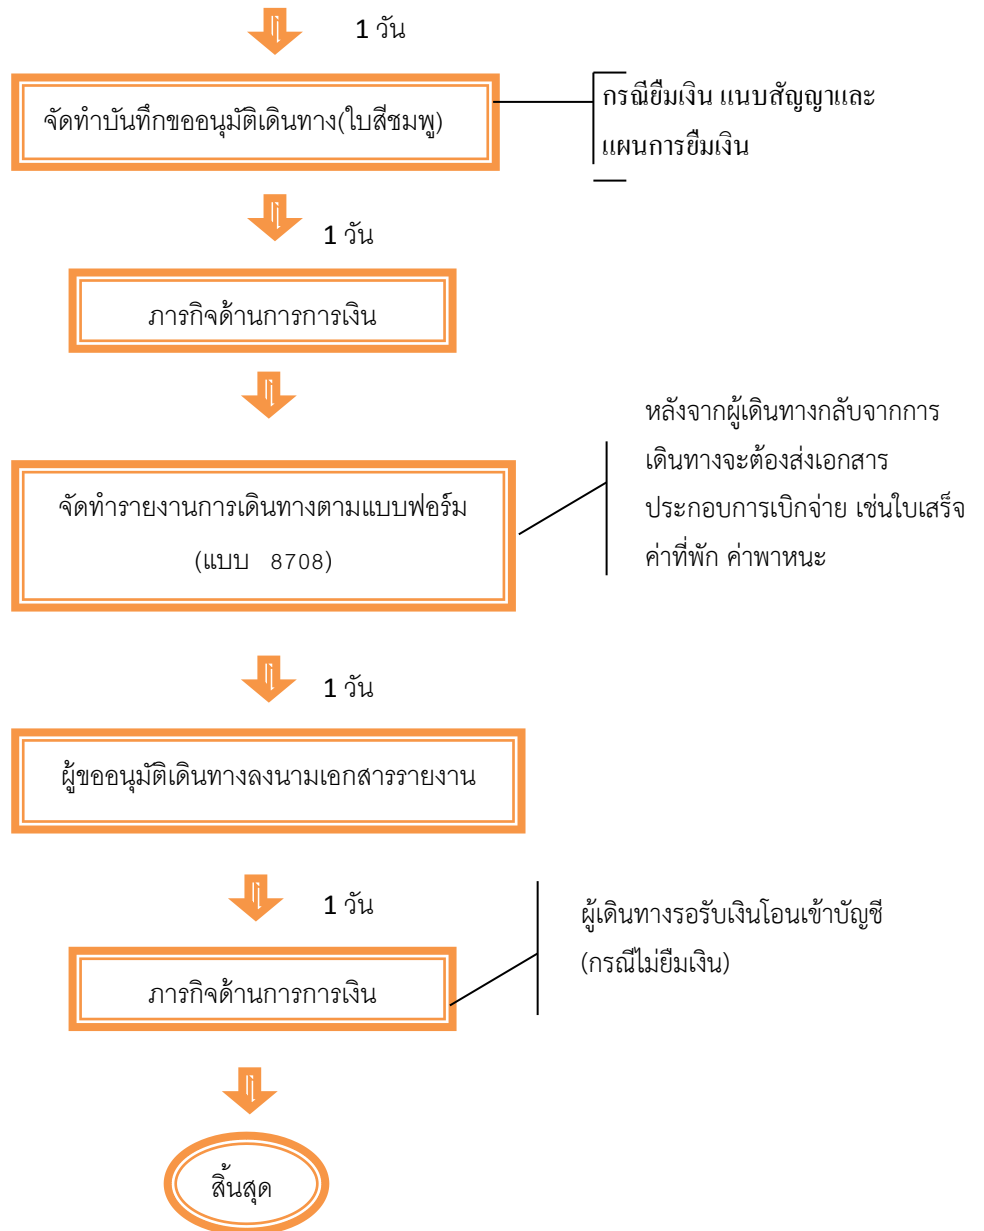 1 วัน
จัดทำบันทึกขออนุมัติเดินทาง(ใบสีชมพู)
กรณียืมเงิน แนบสัญญาและ
แผนการยืมเงิน
1 วัน
ภารกิจด้านการการเงิน
จัดทำรายงานการเดินทางตามแบบฟอร์ม
(แบบ 8708)
หลังจากผู้เดินทางกลับจากการ
เดินทางจะต้องส่งเอกสาร
ประกอบการเบิกจ่าย เช่นใบเสร็จ
ค่าที่พัก ค่าพาหนะ
1 วัน
ผู้ขออนุมัติเดินทางลงนามเอกสารรายงาน
1 วัน
ภารกิจด้านการการเงิน
ผู้เดินทางรอรับเงินโอนเข้าบัญชี
(กรณีไม่ยืมเงิน)
สิ้นสุด